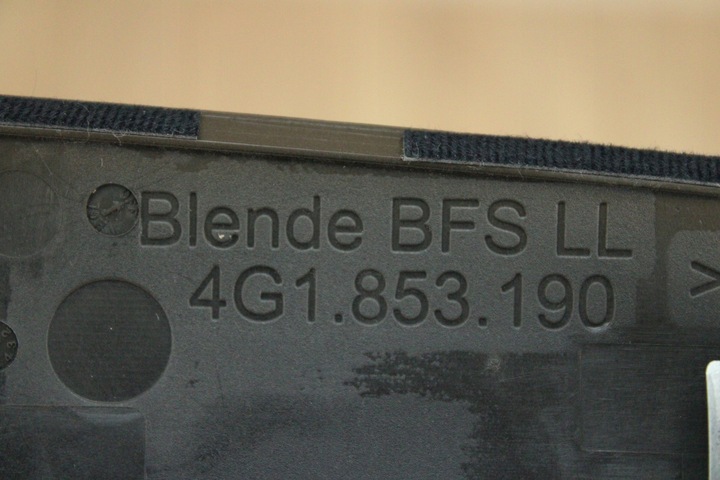 Blende BFS LL
4G1.853.190
>